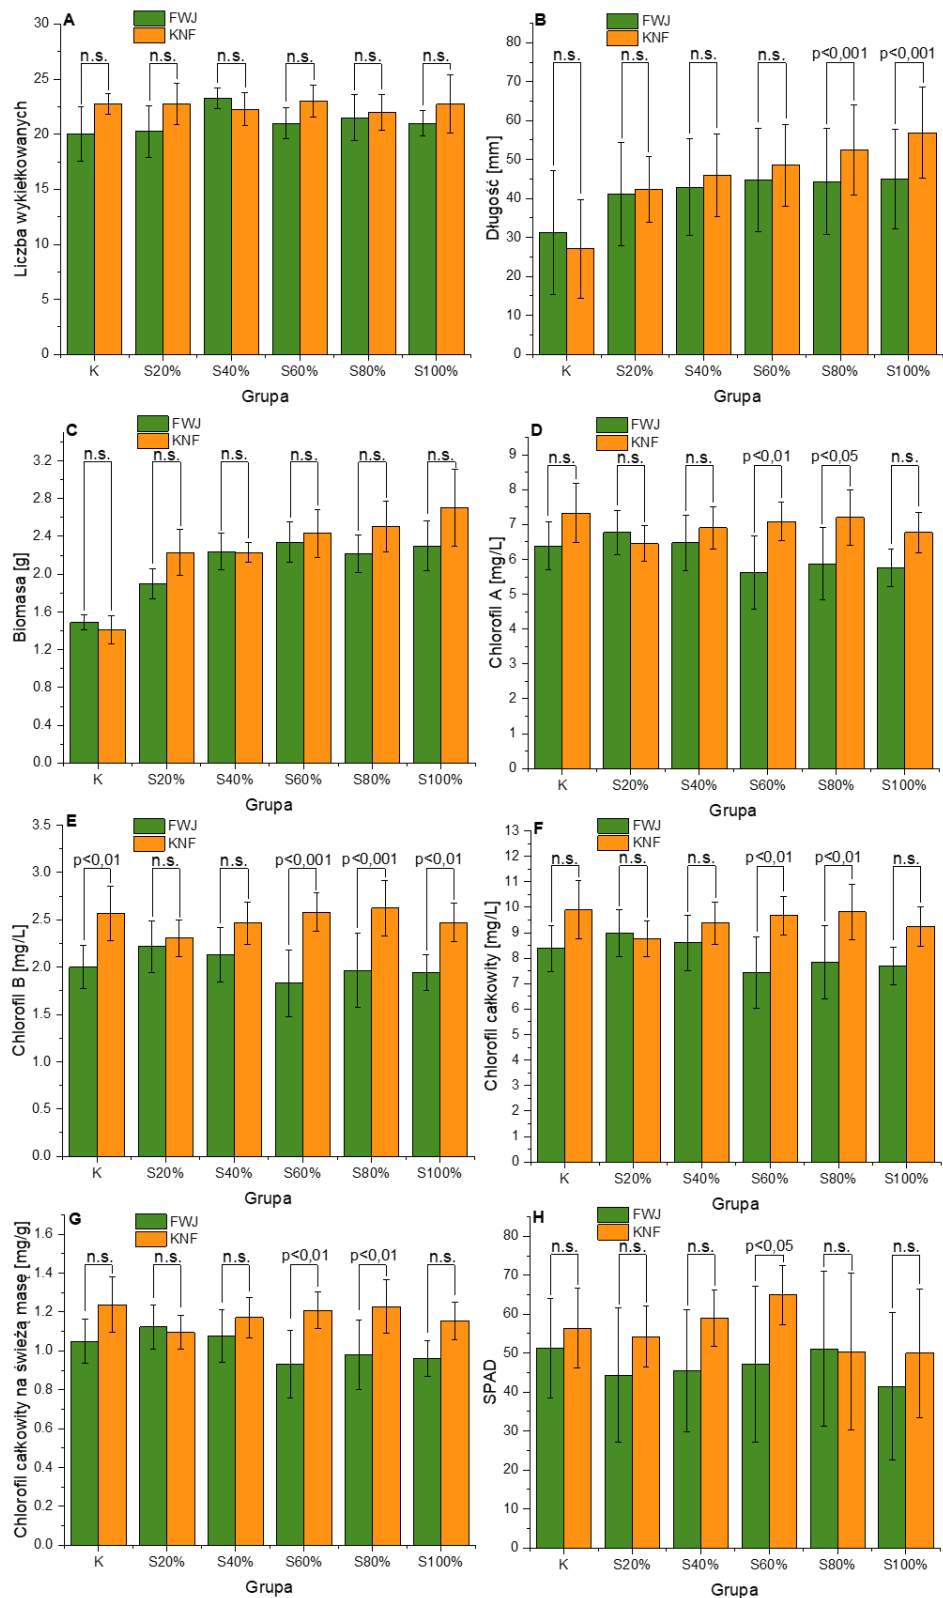 A
FWJ
KNF
n.s. n.s. n.s. n.s. n.s. n.s.
30
25
20
15
10
5
0
Liczba wykiełkowanych
K S20% S40% S60% S80% S100%
Grupa
B
FWJ
KNF
n.s. n.s. n.s. n.s. p<0,001 p<0,001
80
70
60
50
40
30
20
10
0
Długość [mm]
K S20% S40% S60% S80% S100%
Grupa
C
FWJ
KNF
n.s. n.s. n.s. n.s. n.s. n.s.
3.2
2.8
2.4
2.0
1.6
1.2
0.8
0.4
0.0
Biomasa [g]
K S20% S40% S60% S80% S100%
Grupa
D
FWJ
KNF
n.s. n.s. n.s. p<0,01 p<0,05 n.s.
9
8
7
6
5
4
3
2
1
0
Chlorofil A [mg/L]
K S20% S40% S60% S80% S100%
Grupa
E
FWJ
KNF
p<0,01 n.s. n.s. p<0,001 p<0,001 p<0,01
3.5
3.0
2.5
2.0
1.5
1.0
0.5
0.0
Chlorofil B [mg/L]
K S20% S40% S60% S80% S100%
Grupa
F
FWJ
KNF
n.s. n.s. n.s. p<0,01 p<0,01 n.s.
13
12
11
10
9
8
7
6
5
4
3
2
1
0
Chlorofil całkowity [mg/L]
K S20% S40% S60% S80% S100%
Grupa
G
FWJ
KNF
n.s. n.s. n.s. p<0,01 p<0,01 n.s.
1.6
1.4
1.2
1.0
0.8
0.6
0.4
0.2
0.0
Chlorofil całkowity na świeżą masę [mg/g]
K S20% S40% S60% S80% S100%
Grupa
H
FWJ
KNF
n.s. n.s. n.s. p<0,05 n.s. n.s.
80
70
60
50
40
30
20
10
0
SPAD
K S20% S40% S60% S80% S100%
Grupa